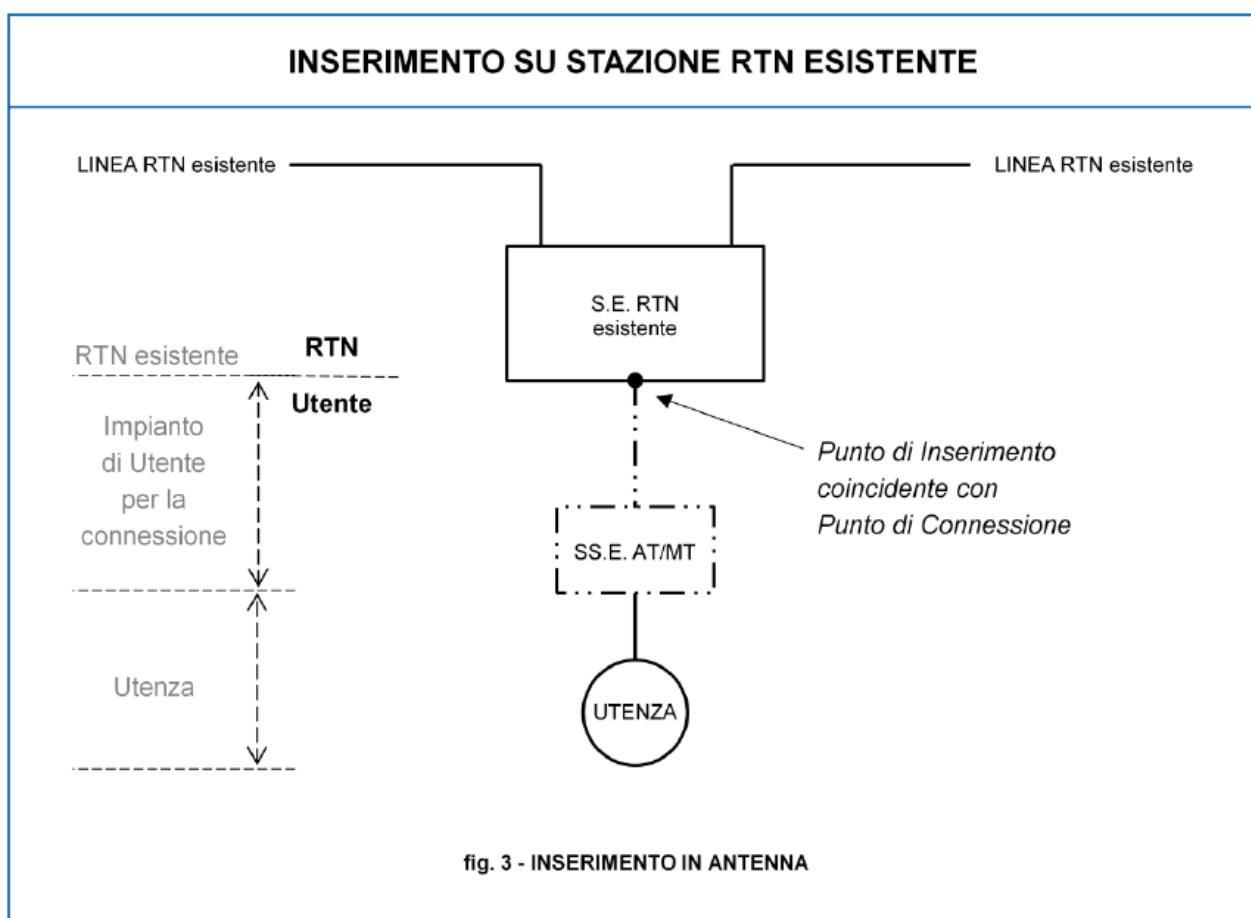 INSERIMENTO SU STAZIONE RTN ESISTENTE
LINEA RTN esistente
LINEA RTN esistente
S.E. RTN
esistente
RTN esistente
RTN
Utente
Impianto
di Utente
per la
connessione
Punto di Inserimento
coincidente con
Punto di Connessione
SS.E. AT/MT
Utenza
UTENZA
fig. 3 - INSERIMENTO IN ANTENNA